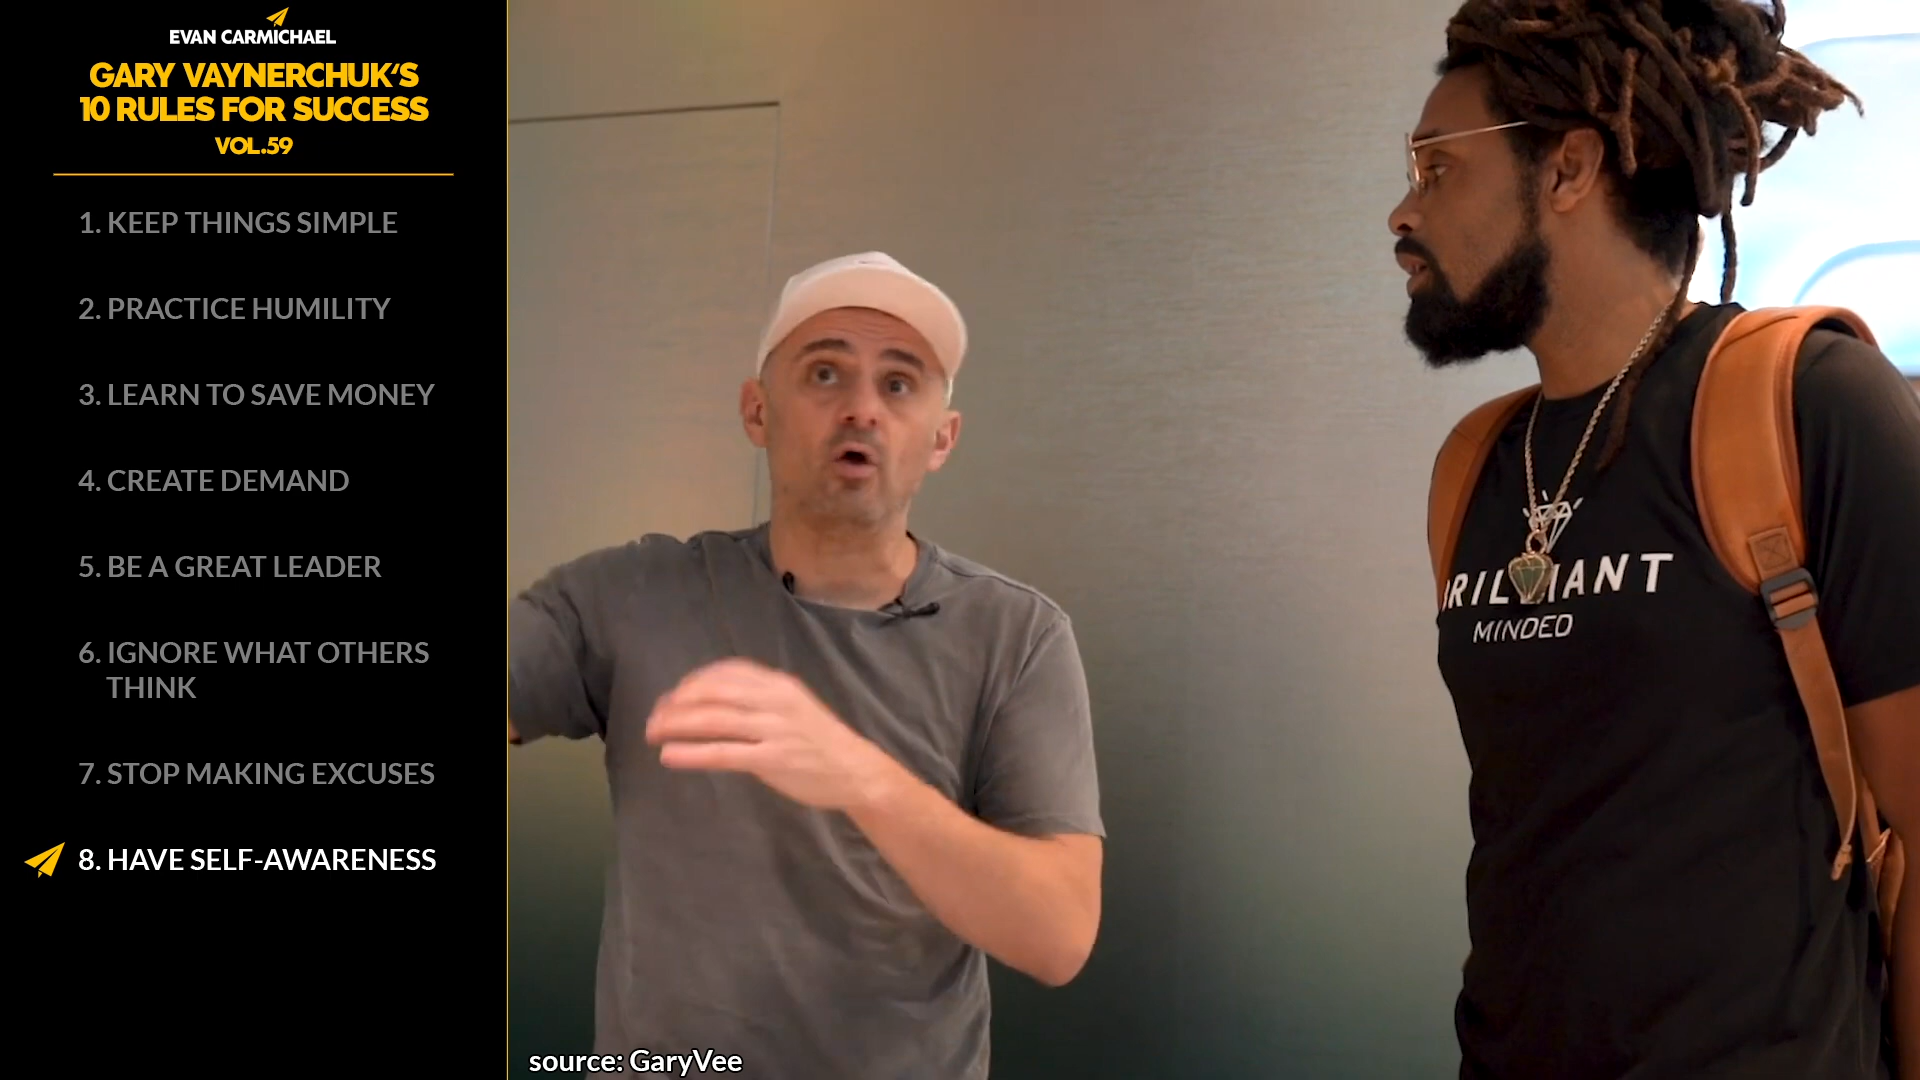 EVAN CARMICHAEL
GARY VAYNERCHUK'S
10 RULES FOR SUCCESS
VOL.59
1. KEEP THINGS SIMPLE
2. PRACTICE HUMILITY
3. LEARN TO SAVE MONEY
4. CREATE DEMAND
5. BE A GREAT LEADER
6. IGNORE WHAT OTHERS
THINK
7. STOP MAKING EXCUSES
8. HAVE SELF-AWARENESS
MINDED
source: GaryVee